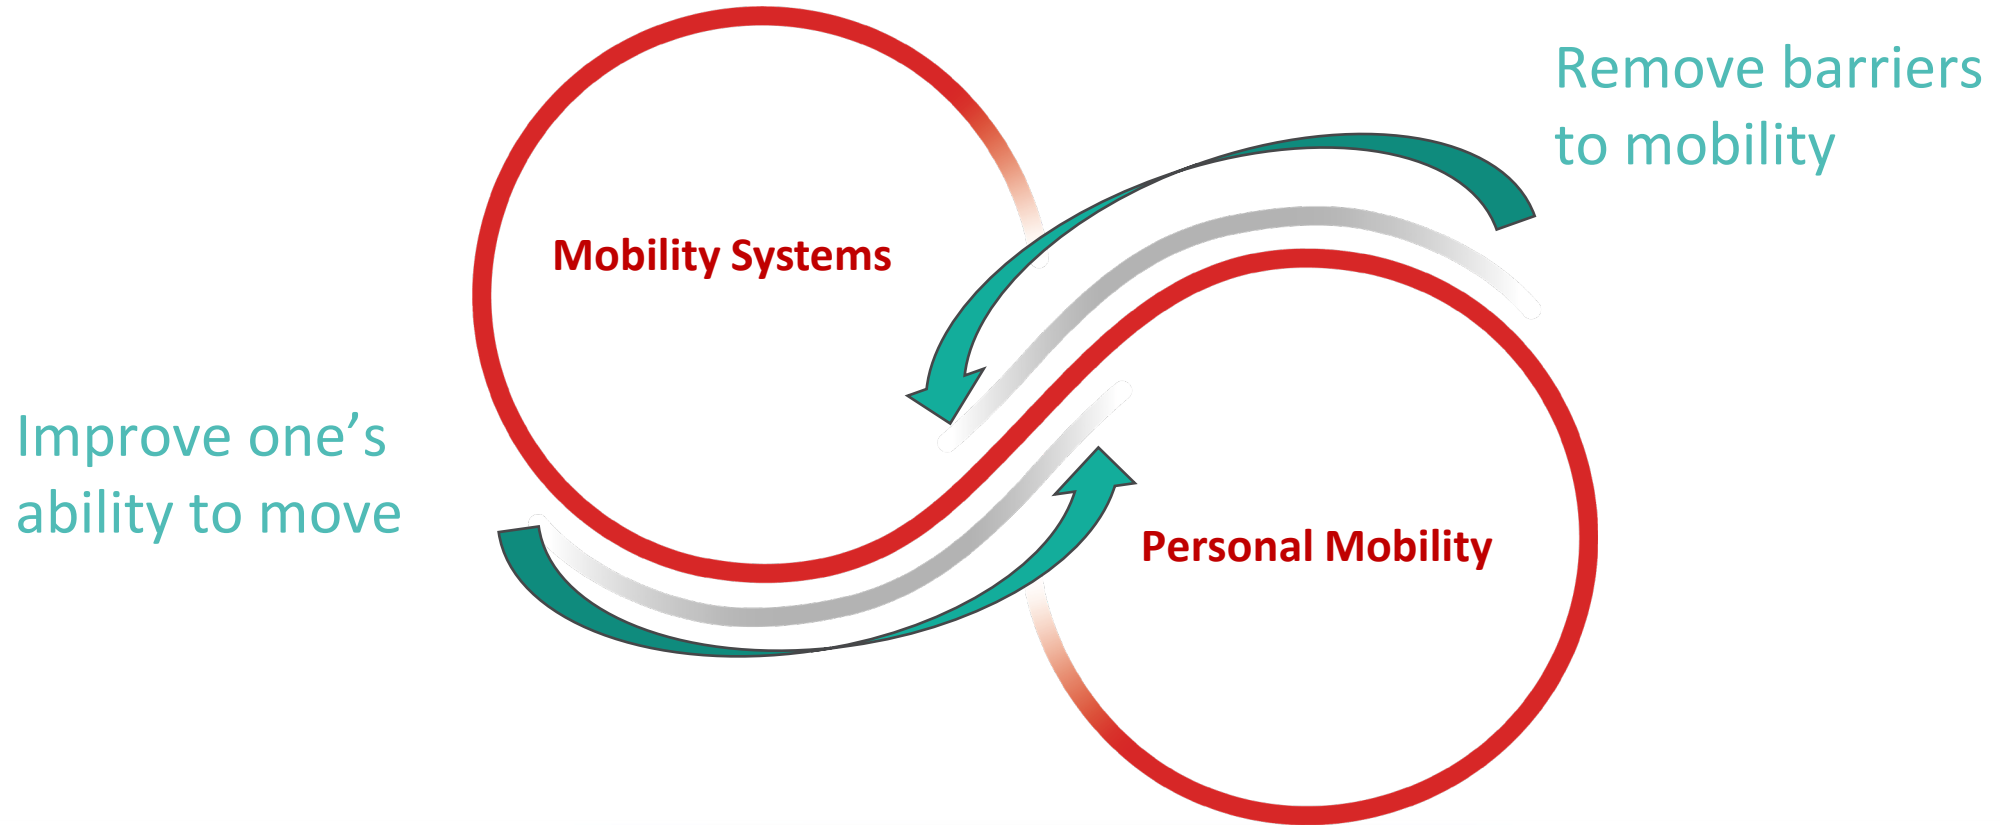 Remove barriers
to mobility
Mobility Systems
Improve one’s
ability to move
Personal Mobility